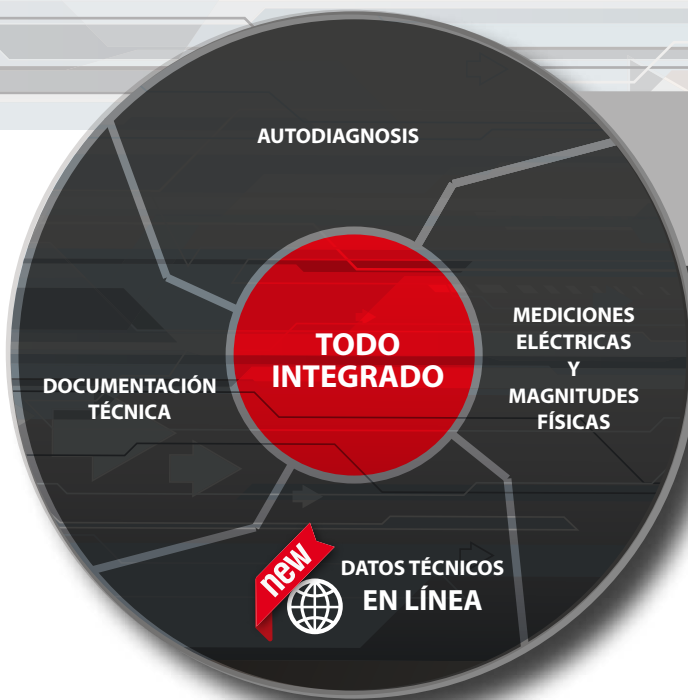 AUTODIAGNOSIS
MEDICIONES
ELÉCTRICAS
Y
MAGNITUDES
FÍSICAS
TODO
INTEGRADO
DOCUMENTACIÓN
TÉCNICA
new
DATOS TÉCNICOS
EN LÍNEA